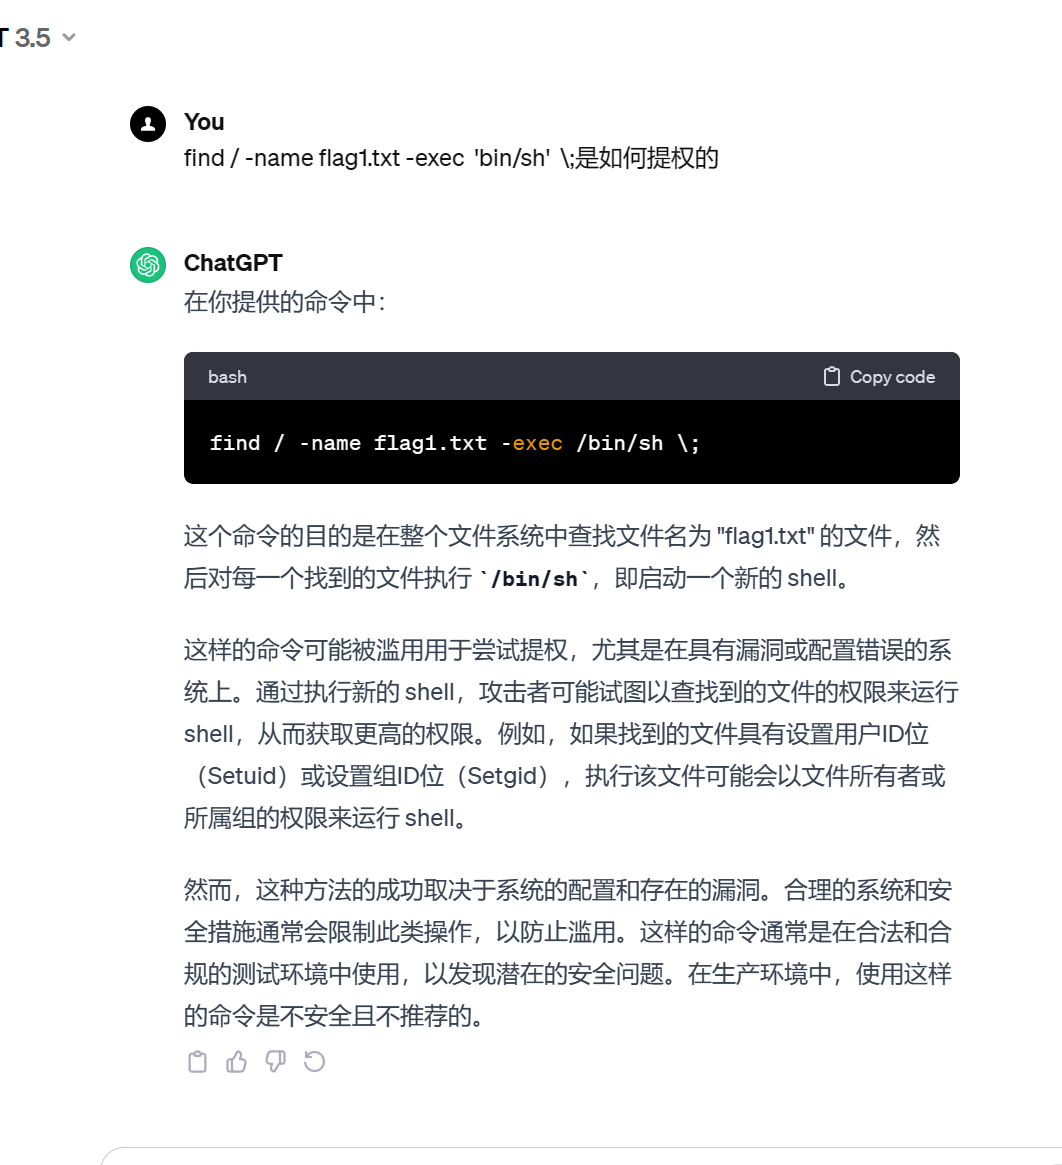 T 3.5
You
find / -name flag1.txt -exec  'bin/sh'  \;是如何提权的
ChatGPT
在你提供的命令中：
bash
Copy code
find / -name flag1.txt -exec /bin/sh \;
这个命令的目的是在整个文件系统中查找文件名为 "flag1.txt" 的文件，然
后对每一个找到的文件执行 `/bin/sh`，即启动一个新的 shell。
这样的命令可能被滥用用于尝试提权，尤其是在具有漏洞或配置错误的系
统上。通过执行新的 shell，攻击者可能试图以查找到的文件的权限来运行
shell，从而获取更高的权限。例如，如果找到的文件具有设置用户ID位
（Setuid）或设置组ID位（Setgid），执行该文件可能会以文件所有者或
所属组的权限来运行 shell。
然而，这种方法的成功取决于系统的配置和存在的漏洞。合理的系统和安
全措施通常会限制此类操作，以防止滥用。这样的命令通常是在合法和合
规的测试环境中使用，以发现潜在的安全问题。在生产环境中，使用这样
的命令是不安全且不推荐的。